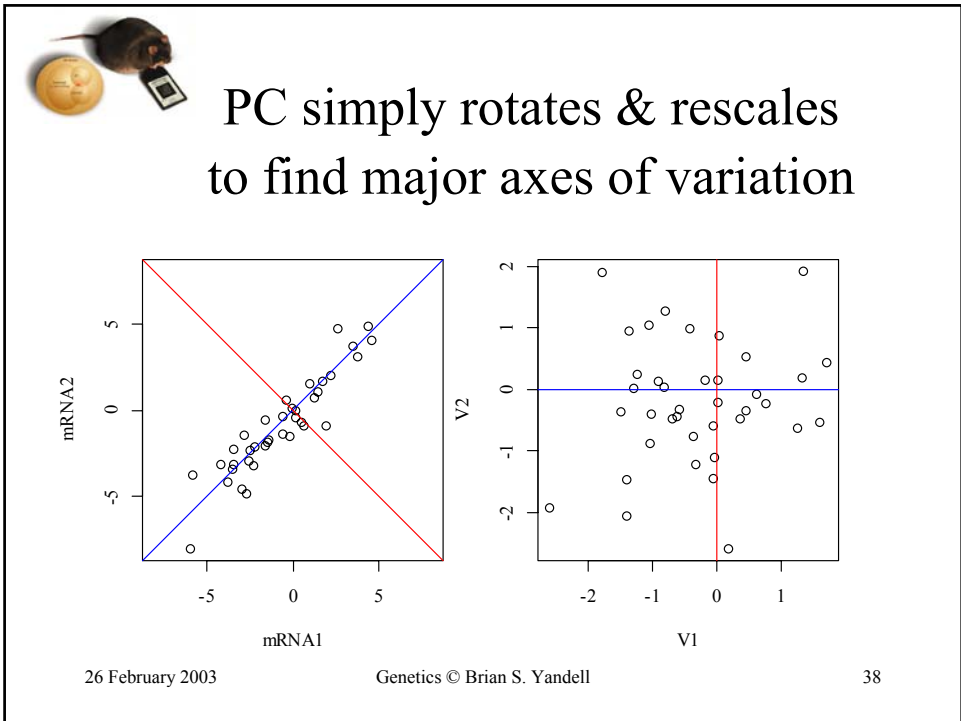 PC simply rotates & rescales
to find major axes of variation
mRNA2
5
0
-5
-5 0 5
mRNA1
V2
2
1
0
-1
-2
-2 -1 0 1
V1
26 February 2003 Genetics © Brian S. Yandell 38